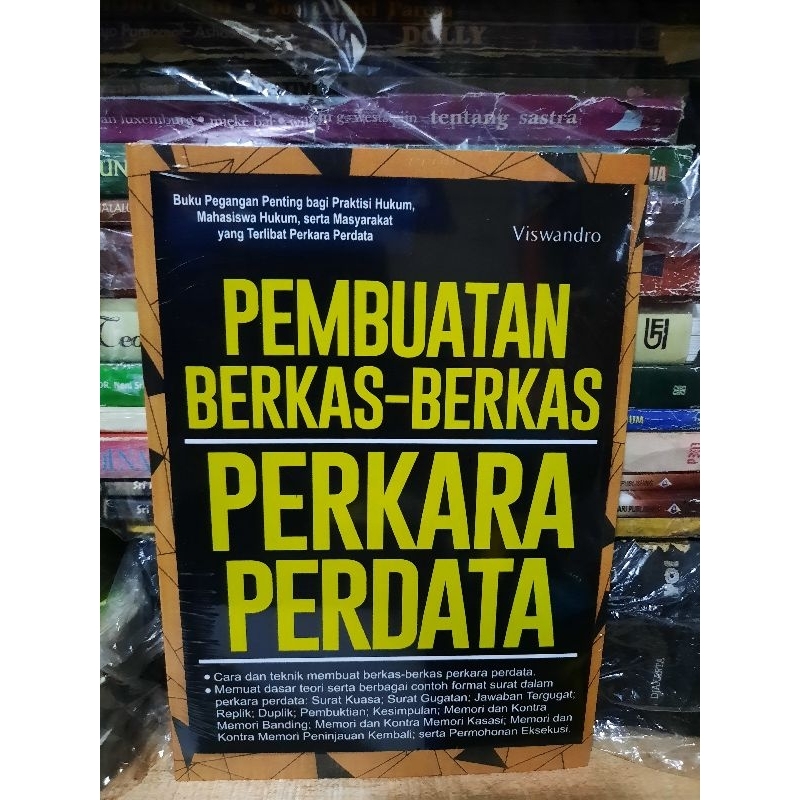 DOLLY
tentang sastra
Buku Pegangan Penting bagi Praktisi Hukum,
Mahasiswa Hukum, serta Masyarakat
yang Terlibat Perkara Perdata
Viswandro
PEMBUATAN
BERKAS-BERKAS
PERKARA
PERDATA
• Cara dan teknik membuat berkas-berkas perkara perdata.
• Memuat dasar teori serta berbagai contoh format surat dalam
perkara perdata: Surat Kuasa; Surat Gugatan; Jawaban Tergugat;
Replik; Duplik; Pembuktian; Kesimpulan; Memori dan Kontra
Memori Banding; Memori dan Kontra Memori Kasasi; Memori dan
Kontra Memori Peninjauan Kembali; serta Permohonan Eksekusi.